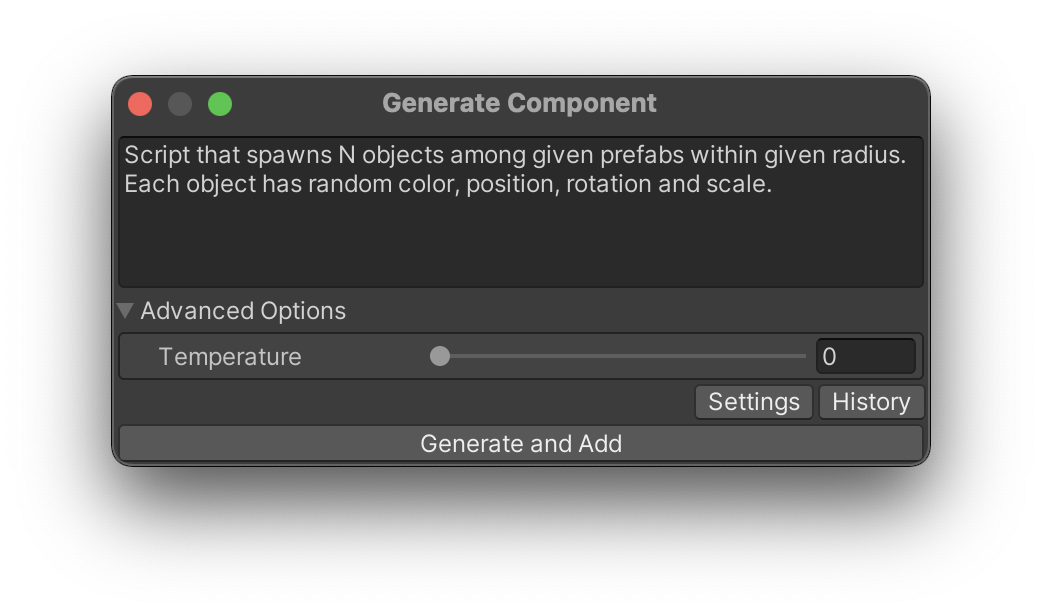 Generate Component
Script that spawns N objects among given prefabs within given radius.
Each object has random color, position, rotation and scale.
Advanced Options
Temperature 0
Settings History
Generate and Add